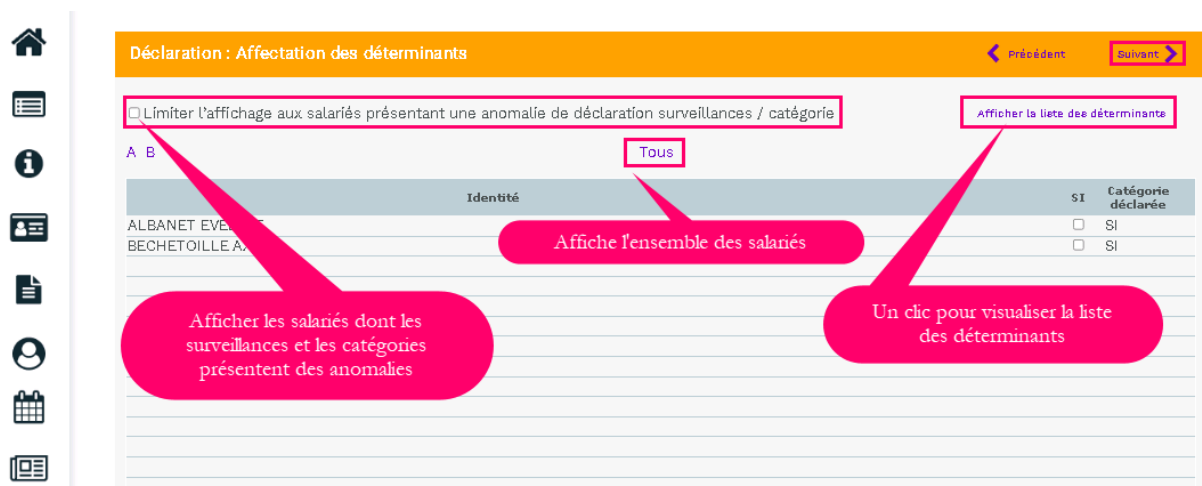 Déclaration : Affectation des déterminants
Précédent
Suivant
Limiter l'affichage aux salariés présentant une anomalie de déclaration surveillances / catégorie
Afficher la liste des déterminants
A B
Tous
Identité
SI
Catégorie
déclarée
ALBANET
SI
BECHETOILLE
SI
Affiche l'ensemble des salariés
Un clic pour visualiser la liste
des déterminants
Afficher les salariés dont les
surveillances et les catégories
présentent des anomalies